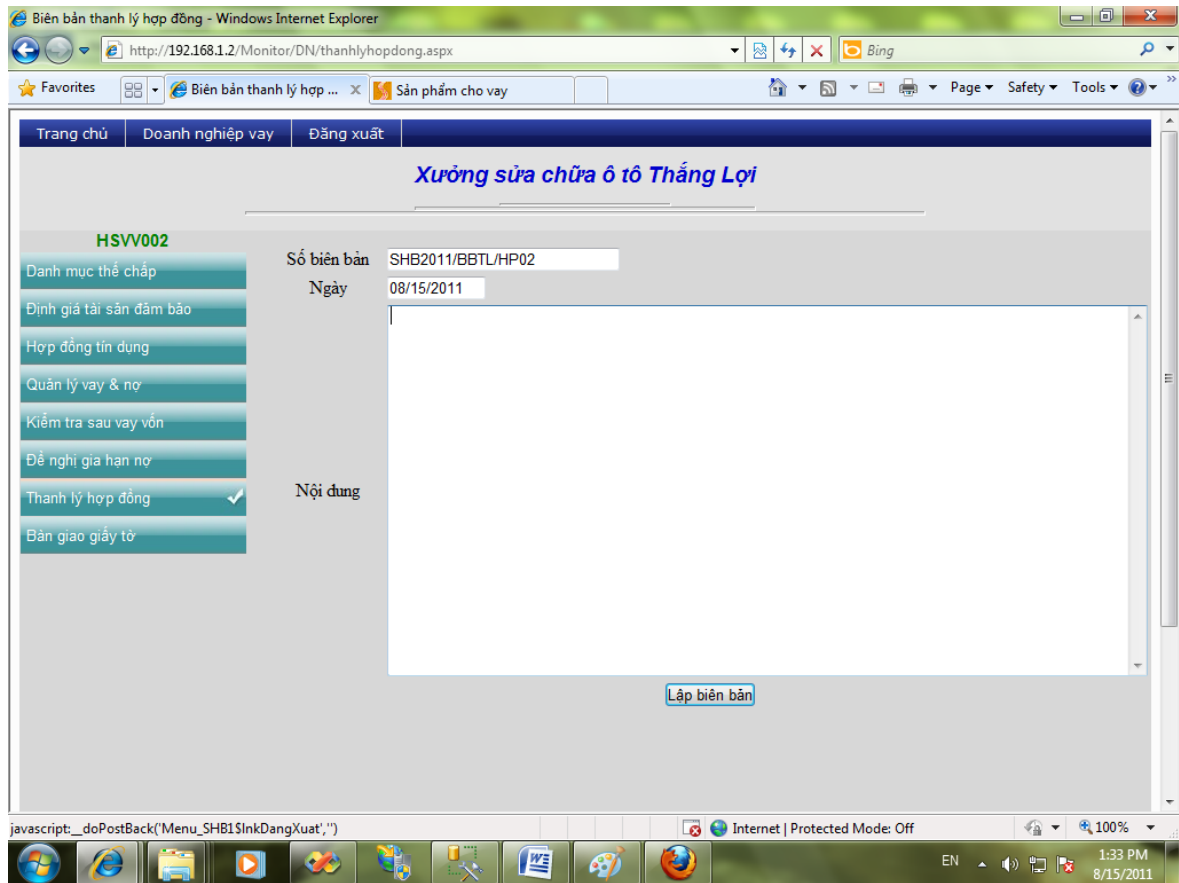 Biên bản thanh lý hợp đồng - Windows Internet Explorer
http://192.168.1.2/Monitor/DN/thanhlyhopdong.aspx
Bing
Favorites
Biên bản thanh lý hợp ...
Sản phẩm cho vay
Page
Safety
Tools
Trang chủ
Doanh nghiệp vay
Đăng xuất
Xưởng sửa chữa ô tô Thắng Lợi
HSVV002
Danh mục thế chấp
Định giá tài sản đảm bảo
Hợp đồng tín dụng
Quản lý vay & nợ
Kiểm tra sau vay vốn
Đề nghị gia hạn nợ
Thanh lý hợp đồng
Bàn giao giấy tờ
Số biên bản
SHB2011/BBTL/HP02
Ngày
08/15/2011
Nội dung
Lập biên bản
javascript:__doPostBack('Menu_SHB1$lnkDangXuat','')
Internet | Protected Mode: Off
100%
EN
1:33 PM
8/15/2011